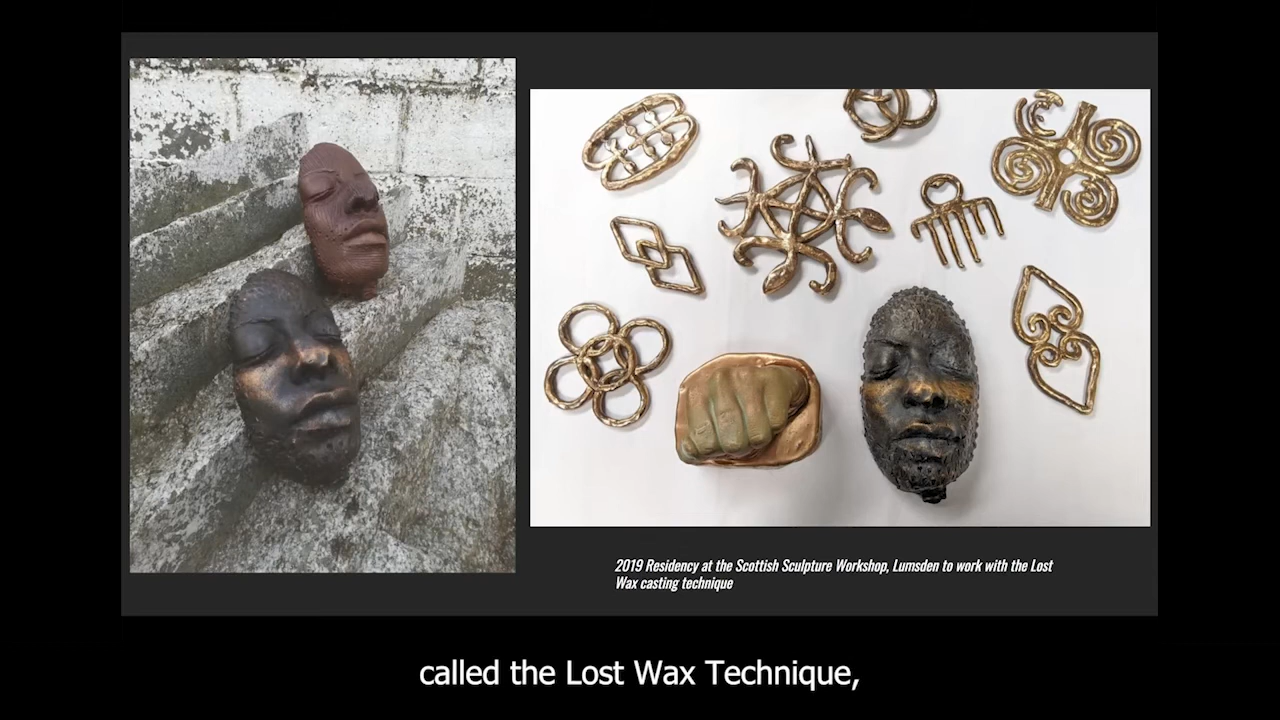 2019 Residency at the Scottish Sculpture Workshop, Lumsden to work with the Lost
Wax casting technique
called the Lost Wax Technique,